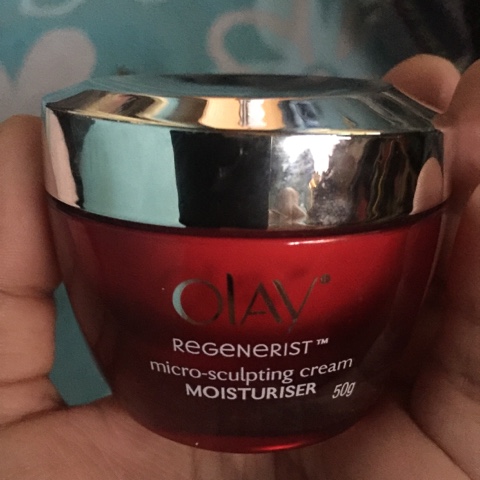 OLAY®
REGENERIST™
micro-sculpting cream
MOISTURISER 50g